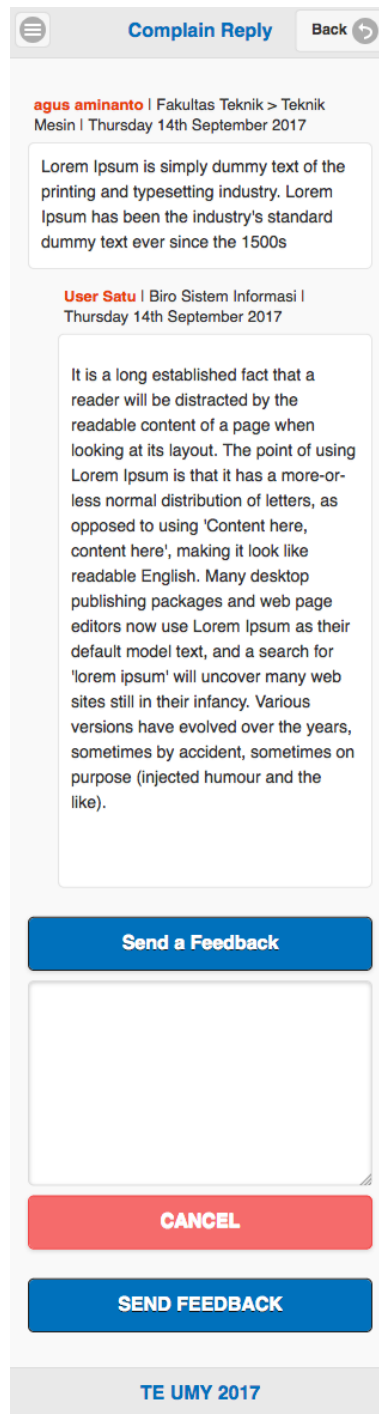 Complain Reply
Back
agus aminanto | Fakultas Teknik > Teknik
Mesin | Thursday 14th September 2017
Lorem Ipsum is simply dummy text of the
printing and typesetting industry. Lorem
Ipsum has been the industry's standard
dummy text ever since the 1500s
User Satu | Biro Sistem Informasi |
Thursday 14th September 2017
It is a long established fact that a
reader will be distracted by the
readable content of a page when
looking at its layout. The point of using
Lorem Ipsum is that it has a more-or-
less normal distribution of letters, as
opposed to using 'Content here,
content here', making it look like
readable English. Many desktop
publishing packages and web page
editors now use Lorem Ipsum as their
default model text, and a search for
'lorem ipsum' will uncover many web
sites still in their infancy. Various
versions have evolved over the years,
sometimes by accident, sometimes on
purpose (injected humour and the
like).
Send a Feedback
CANCEL
SEND FEEDBACK
TE UMY 2017